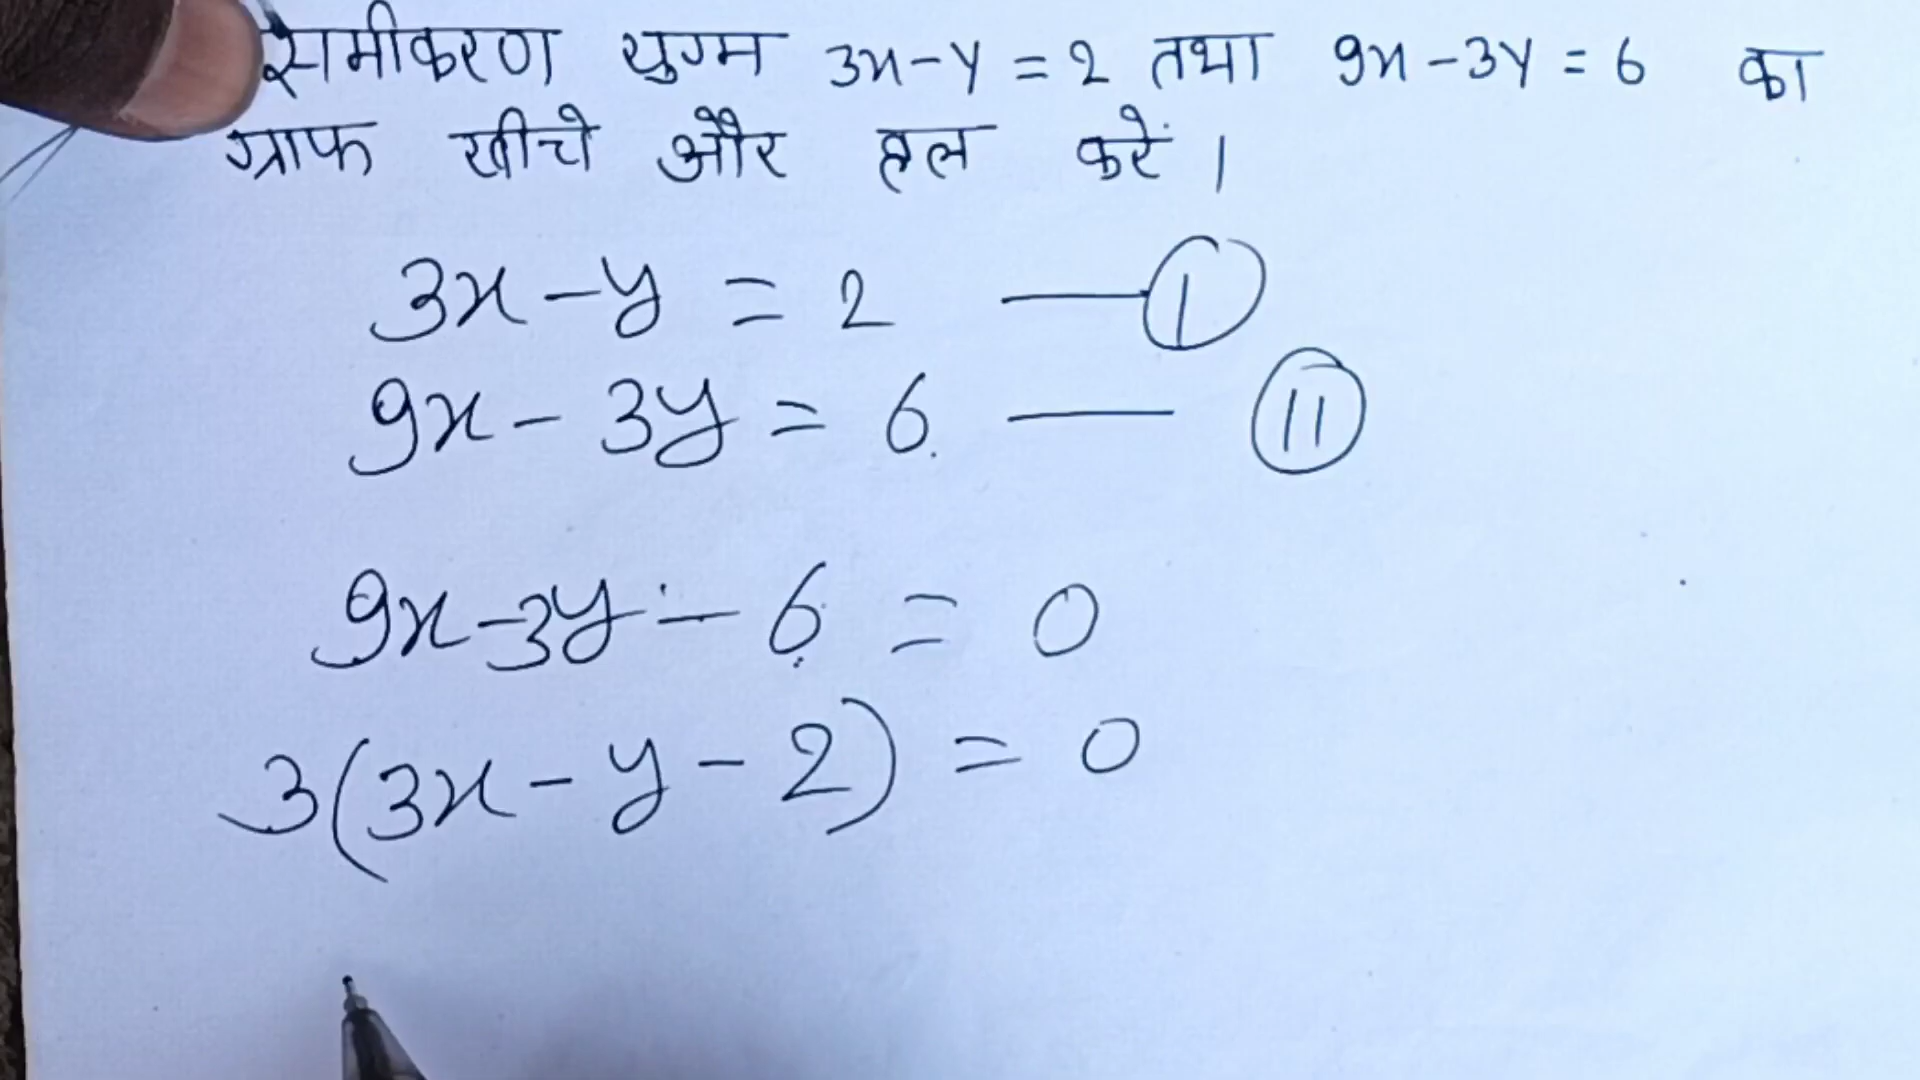 समीकरण युग्म 3x-y=2 तथा 9x-3y=6 का
ग्राफ खीचे और हल करें।
3x-y = 2 — I
9x-3y = 6 — II
9x-3y-6 = 0
3(3x-y-2) = 0